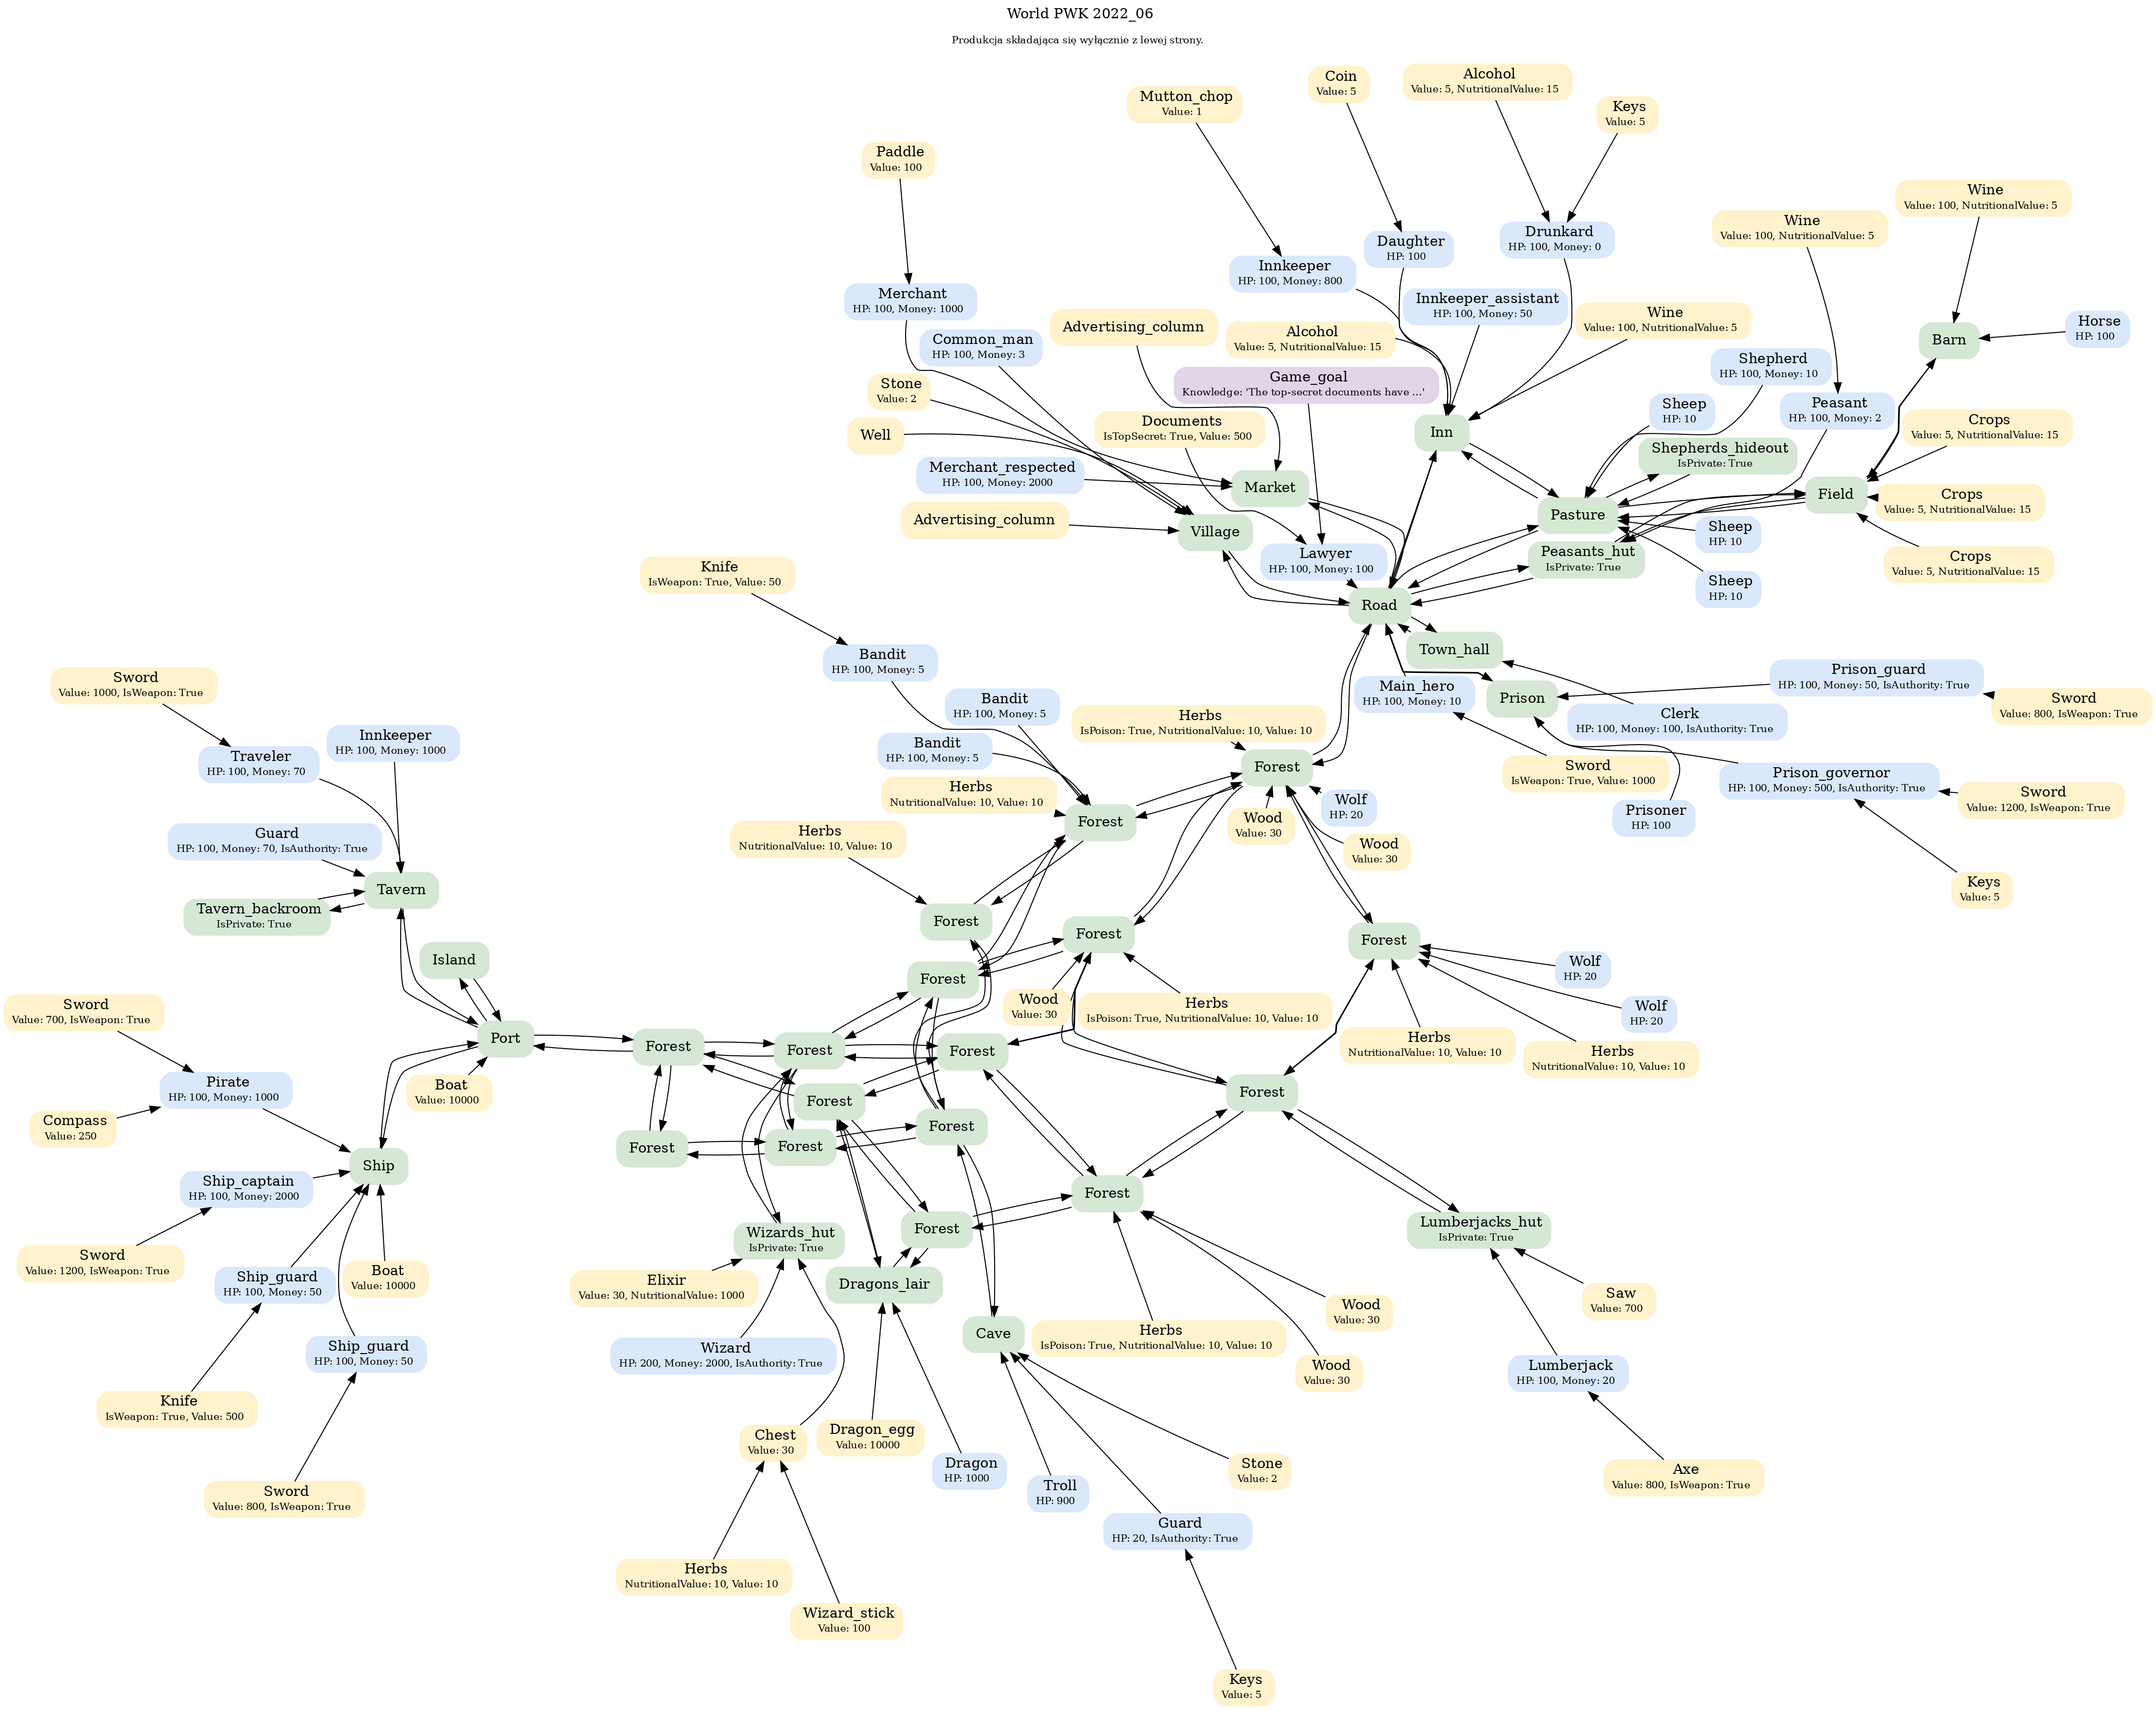 World PWK 2022_06
Produkcja składająca się wyłącznie z lewej strony.
Mutton_chop
Value: 1
Coin
Value: 5
Alcohol
Value: 5, NutritionalValue: 15
Keys
Value: 5
Paddle
Value: 100
Wine
Value: 100, NutritionalValue: 5
Wine
Value: 100, NutritionalValue: 5
Drunkard
HP: 100, Money: 0
Daughter
HP: 100
Innkeeper
HP: 100, Money: 800
Merchant
HP: 100, Money: 1000
Innkeeper_assistant
HP: 100, Money: 50
Wine
Value: 100, NutritionalValue: 5
Horse
HP: 100
Barn
Advertising_column
Alcohol
Value: 5, NutritionalValue: 15
Common_man
HP: 100, Money: 3
Shepherd
HP: 100, Money: 10
Game_goal
Knowledge: 'The top-secret documents have ...'
Stone
Value: 2
Sheep
HP: 10
Peasant
HP: 100, Money: 2
Documents
IsTopSecret: True, Value: 500
Crops
Value: 5, NutritionalValue: 15
Well
Inn
Shepherds_hideout
IsPrivate: True
Merchant_respected
HP: 100, Money: 2000
Market
Field
Crops
Value: 5, NutritionalValue: 15
Pasture
Advertising_column
Village
Sheep
HP: 10
Lawyer
HP: 100, Money: 100
Peasants_hut
IsPrivate: True
Crops
Value: 5, NutritionalValue: 15
Knife
IsWeapon: True, Value: 50
Sheep
HP: 10
Road
Town_hall
Bandit
HP: 100, Money: 5
Sword
Value: 1000, IsWeapon: True
Bandit
HP: 100, Money: 5
Main_hero
HP: 100, Money: 10
Prison
Prison_guard
HP: 100, Money: 50, IsAuthority: True
Sword
Value: 800, IsWeapon: True
Herbs
IsPoison: True, NutritionalValue: 10, Value: 10
Clerk
HP: 100, Money: 100, IsAuthority: True
Innkeeper
HP: 100, Money: 1000
Bandit
HP: 100, Money: 5
Traveler
HP: 100, Money: 70
Forest
Sword
IsWeapon: True, Value: 1000
Prison_governor
HP: 100, Money: 500, IsAuthority: True
Herbs
NutritionalValue: 10, Value: 10
Sword
Value: 1200, IsWeapon: True
Wolf
HP: 20
Prisoner
HP: 100
Forest
Wood
Value: 30
Herbs
NutritionalValue: 10, Value: 10
Guard
HP: 100, Money: 70, IsAuthority: True
Wood
Value: 30
Tavern
Keys
Value: 5
Tavern_backroom
IsPrivate: True
Forest
Forest
Forest
Island
Forest
Wolf
HP: 20
Sword
Value: 700, IsWeapon: True
Wood
Value: 30
Herbs
IsPoison: True, NutritionalValue: 10, Value: 10
Wolf
HP: 20
Port
Forest
Forest
Forest
Herbs
NutritionalValue: 10, Value: 10
Herbs
NutritionalValue: 10, Value: 10
Pirate
HP: 100, Money: 1000
Boat
Value: 10000
Forest
Forest
Compass
Value: 250
Forest
Forest
Forest
Ship
Ship_captain
HP: 100, Money: 2000
Forest
Forest
Lumberjacks_hut
IsPrivate: True
Wizards_hut
IsPrivate: True
Sword
Value: 1200, IsWeapon: True
Ship_guard
HP: 100, Money: 50
Boat
Value: 10000
Elixir
Value: 30, NutritionalValue: 1000
Dragons_lair
Saw
Value: 700
Wood
Value: 30
Cave
Herbs
IsPoison: True, NutritionalValue: 10, Value: 10
Ship_guard
HP: 100, Money: 50
Wizard
HP: 200, Money: 2000, IsAuthority: True
Wood
Value: 30
Lumberjack
HP: 100, Money: 20
Knife
IsWeapon: True, Value: 500
Chest
Value: 30
Dragon_egg
Value: 10000
Dragon
HP: 1000
Stone
Value: 2
Axe
Value: 800, IsWeapon: True
Sword
Value: 800, IsWeapon: True
Troll
HP: 900
Guard
HP: 20, IsAuthority: True
Herbs
NutritionalValue: 10, Value: 10
Wizard_stick
Value: 100
Keys
Value: 5